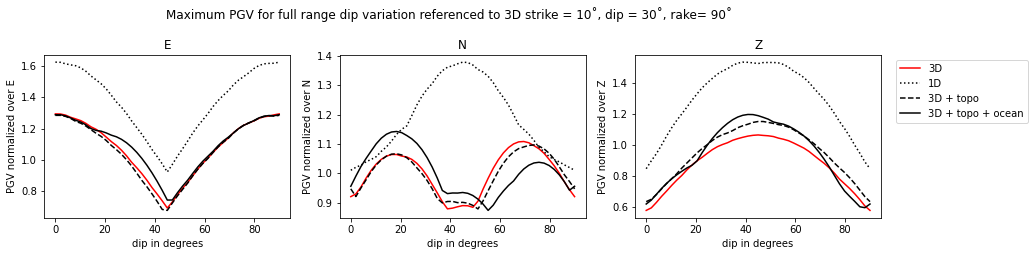 Maximum PGV for full range dip variation referenced to 3D strike = 10˚, dip = 30˚, rake= 90˚
E
PGV normalized over E
1.6
1.4
1.2
1.0
0.8
0
20
40
60
80
dip in degrees
N
PGV normalized over N
1.4
1.3
1.2
1.1
1.0
0.9
0
20
40
60
80
dip in degrees
Z
PGV normalized over Z
1.4
1.2
1.0
0.8
0.6
0
20
40
60
80
dip in degrees
3D
1D
3D + topo
3D + topo + ocean